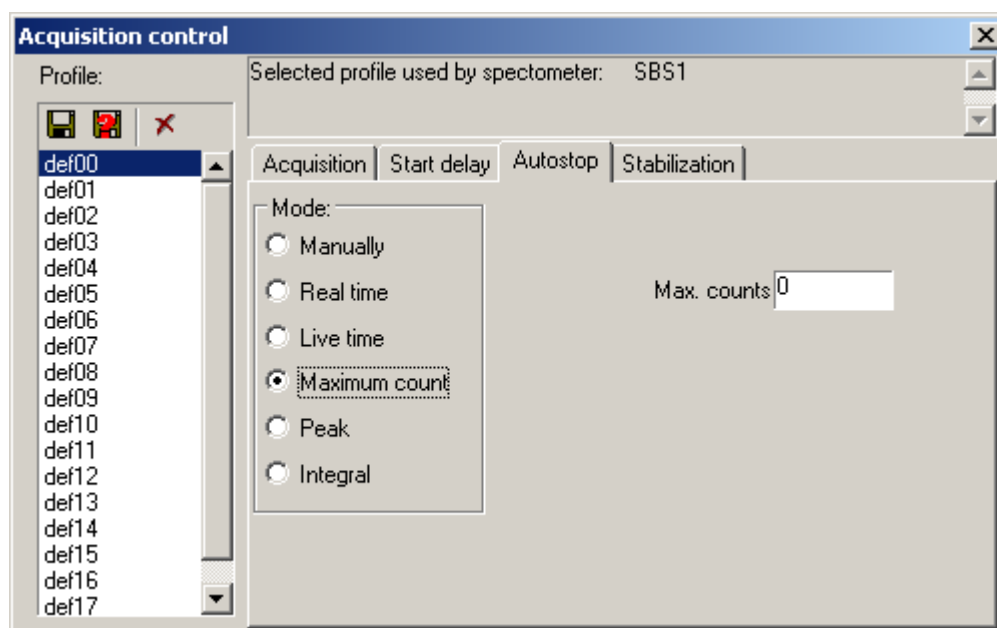 Acquisition control
Profile:
Selected profile used by spectometer: SBS1
def00
def01
def02
def03
def04
def05
def06
def07
def08
def09
def10
def11
def12
def13
def14
def15
def16
def17
Acquisition
Start delay
Autostop
Stabilization
Mode:
Manually
Real time
Live time
Maximum count
Peak
Integral
Max. counts 0